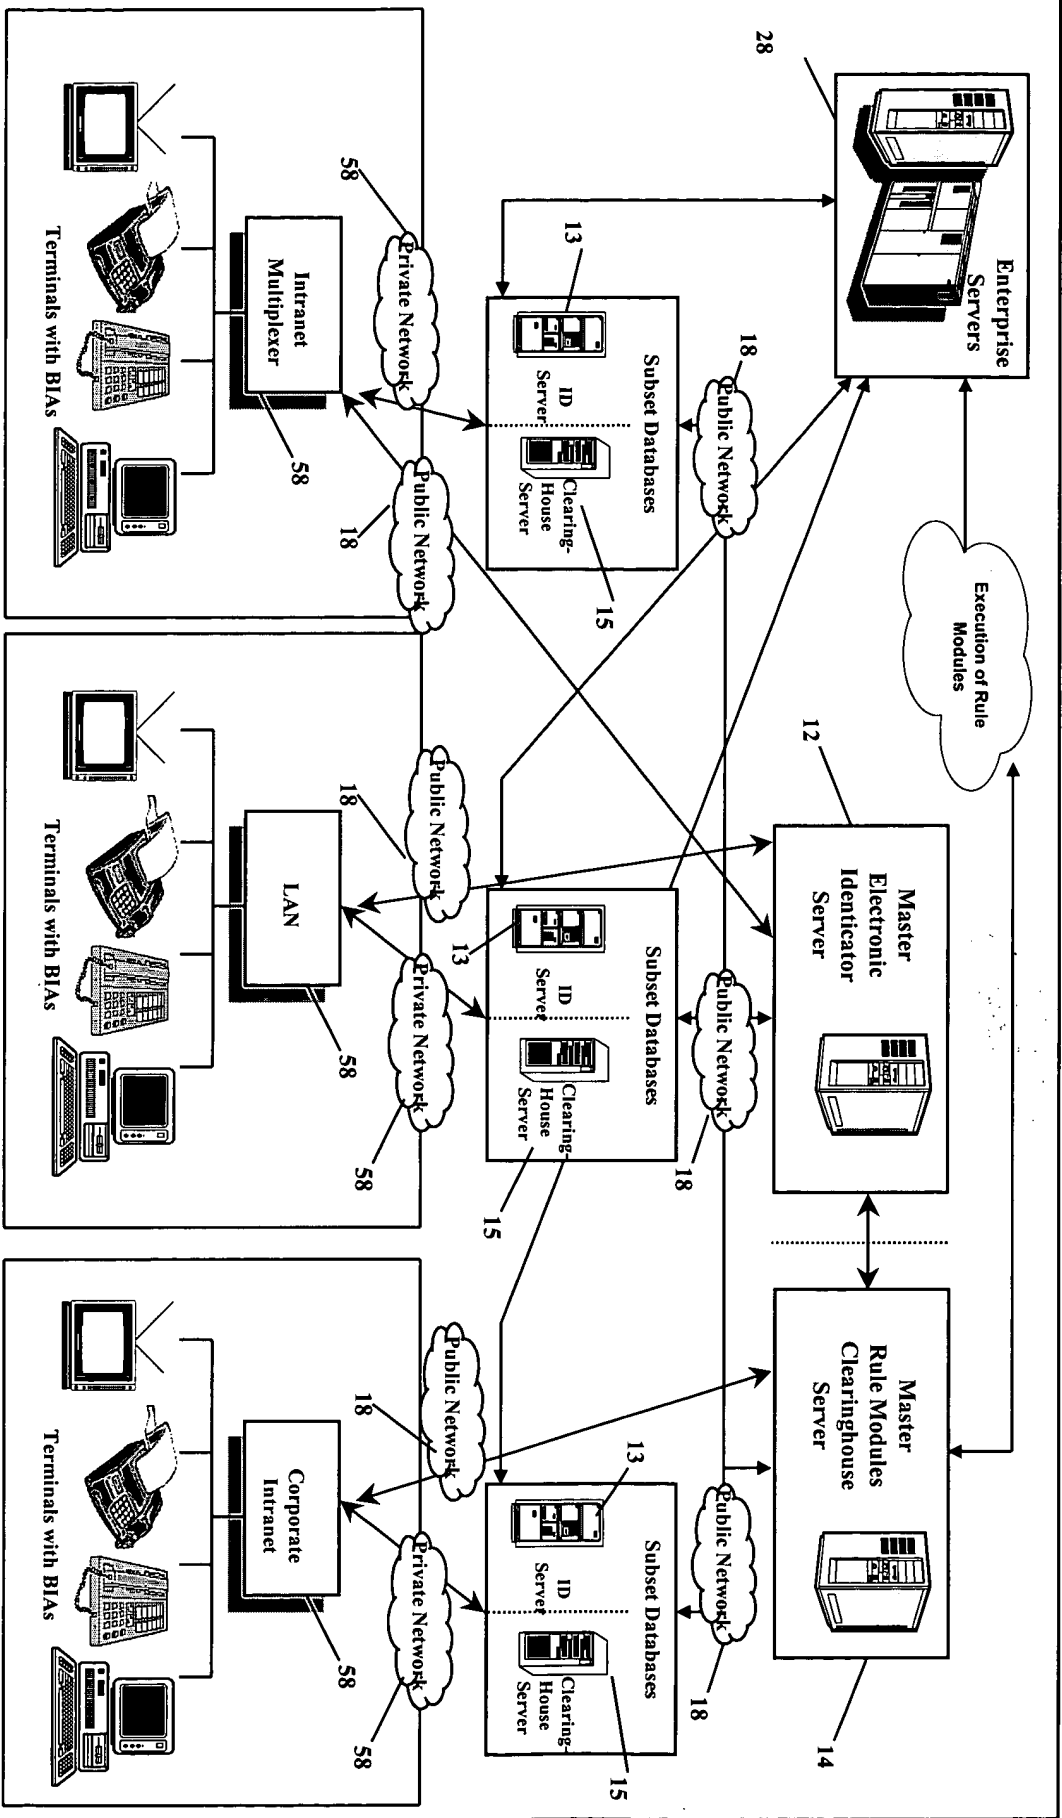 28
Enterprise
Servers
Execution of Rule
Modules
12
Master
Electronic
Identicator
Server
Master
Rule Modules
Clearinghouse
Server
14
18
Public Network
Public Network
18
Public Network
18
13
Subset Databases
ID
Server
Clearing-
House
Server
15
Subset Databases
13
ID
Server
Clearing-
House
Server
15
13
Subset Databases
ID
Server
Clearing-
House
Server
15
58
Private Network
Public Network
18
Public Network
18
Private Network
58
Public Network
18
Private Network
58
Intranet
Multiplexer
58
LAN
58
Corporate
Intranet
58
Terminals with BIAs
Terminals with BIAs
Terminals with BIAs